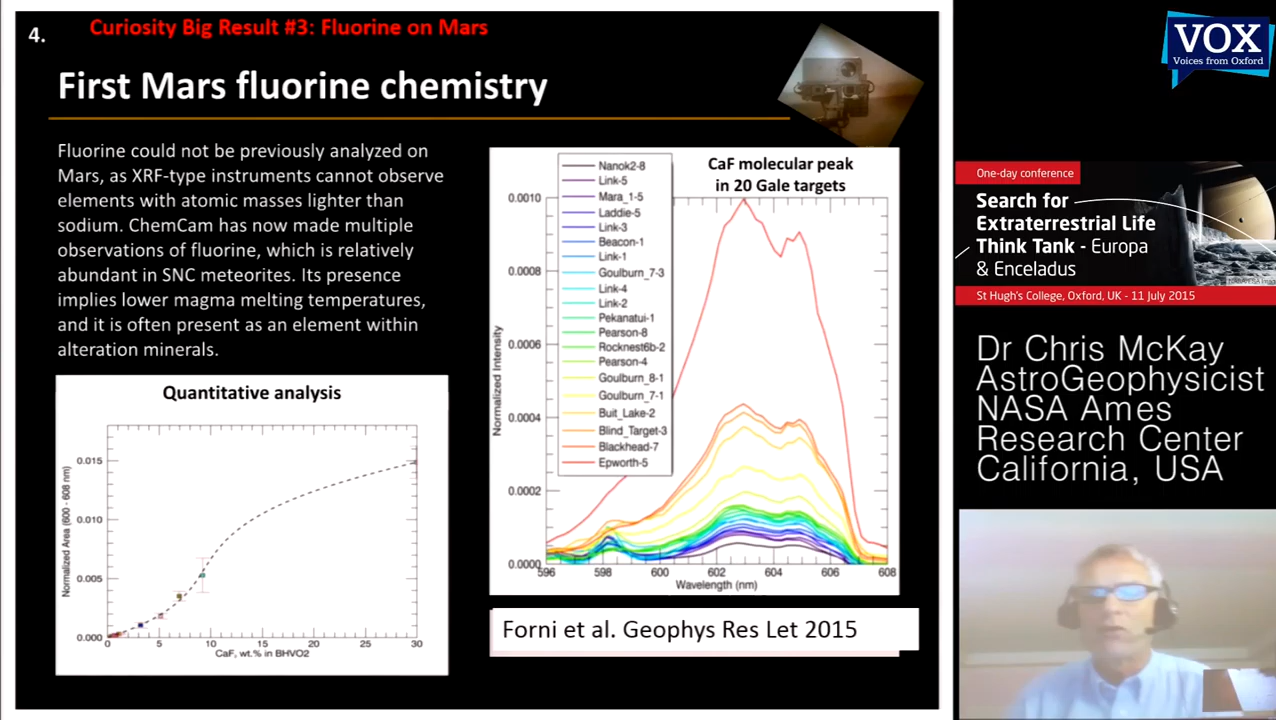 4.
Curiosity Big Result #3: Fluorine on Mars
First Mars fluorine chemistry
Fluorine could not be previously analyzed on
Mars, as XRF-type instruments cannot observe
elements with atomic masses lighter than
sodium. ChemCam has now made multiple
observations of fluorine, which is relatively
abundant in SNC meteorites. Its presence
implies lower magma melting temperatures,
and it is often present as an element within
alteration minerals.
Quantitative analysis
0.015
0.010
0.005
0.000
Normalized Area (600 - 608 nm)
0 5 10 15 20 25 30
CaF, wt.% in BHVO2
CaF molecular peak
in 20 Gale targets
Nanok2-8
Link-5
Mara_1-5
Laddie-5
Link-3
Beacon-1
Link-1
Goulburn_7-3
Link-4
Link-2
Pekanatui-1
Pearson-8
Rocknest6b-2
Pearson-4
Goulburn_8-1
Goulburn_7-1
Buit_Lake-2
Blind_Target-3
Blackhead-7
Epworth-5
0.0010
0.0008
0.0006
0.0004
0.0002
0.0000
Normalized Intensity
596 598 600 602 604 606 608
Wavelength (nm)
Forni et al. Geophys Res Let 2015
VOX
Voices from Oxford
One-day conference
Search for
Extraterrestrial Life
Think Tank - Europa
& Enceladus
St Hugh's College, Oxford, UK - 11 July 2015
Dr Chris McKay
AstroGeophysicist
NASA Ames
Research Center
California, USA